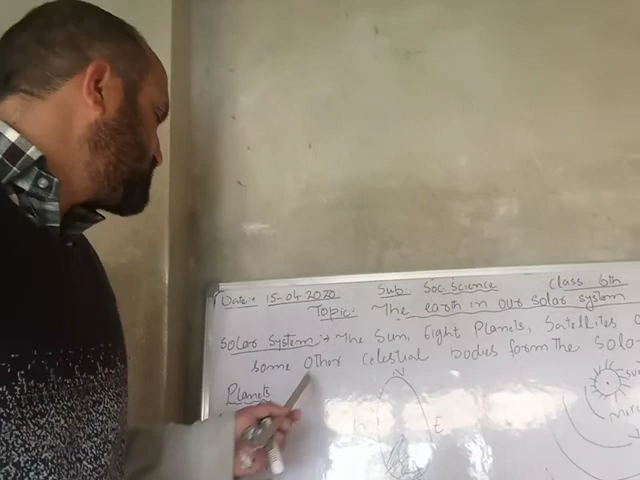 Date:- 15-04-2020 Sub:- Soc. Science Class 6th
Topic:- The earth in our solar system
Solar System:→ The Sun, Eight Planets, Satellites
some Other Celestial bodies form the Sola
Planets
N
E